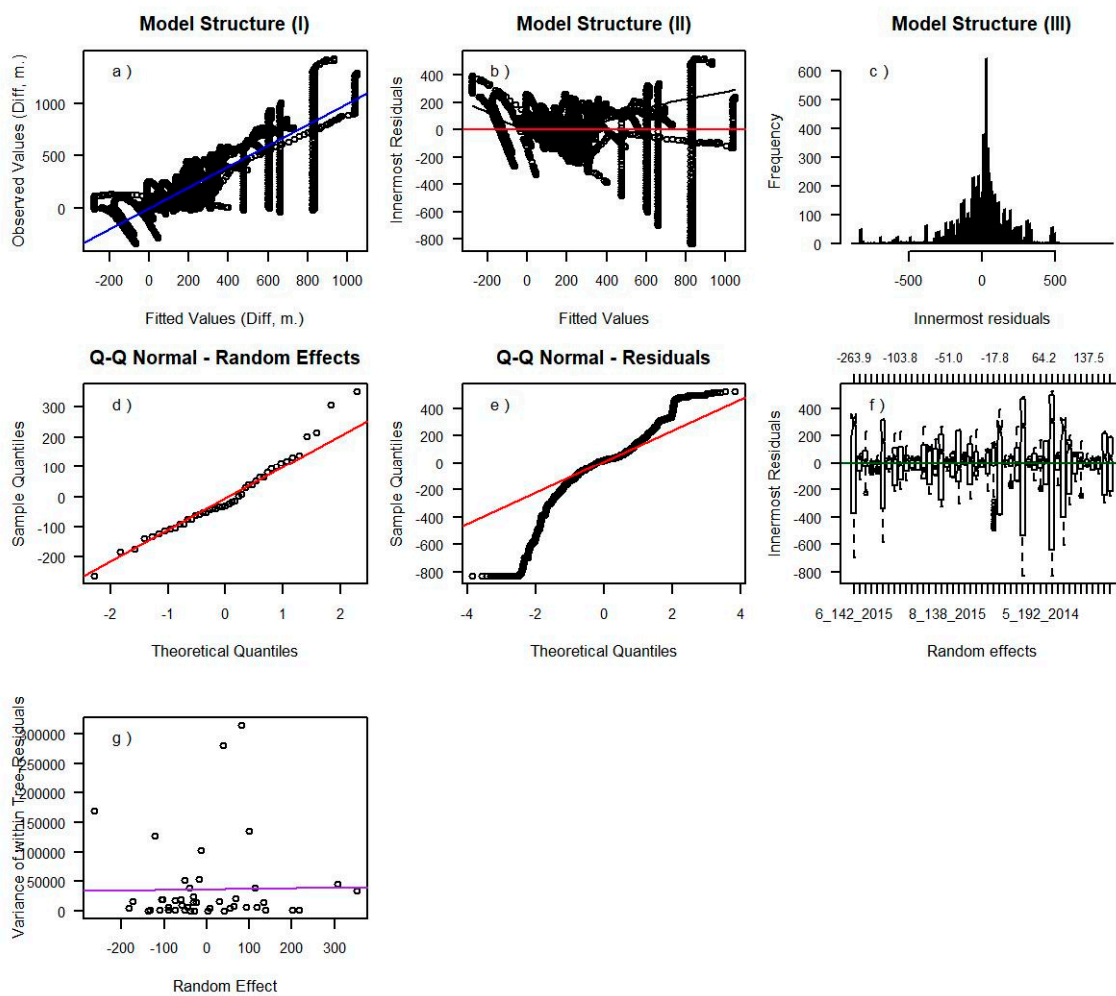 Model Structure (I)
Model Structure (II)
Model Structure (III)
a )
Observed Values (Diff, m.)
1000
500
0
-200 0 200 400 600 800 1000
Fitted Values (Diff, m.)
b )
Innermost Residuals
400
200
0
-200
-400
-600
-800
-200 0 200 400 600 800 1000
Fitted Values
c )
Frequency
600
500
400
300
200
100
0
-500 0 500
Innermost residuals
Q-Q Normal - Random Effects
Q-Q Normal - Residuals
-263.9 -103.8 -51.0 -17.8 64.2 137.5
d )
Sample Quantiles
300
200
100
0
-100
-200
-2 -1 0 1 2
Theoretical Quantiles
e )
Sample Quantiles
400
200
0
-200
-400
-600
-800
-4 -2 0 2 4
Theoretical Quantiles
f )
Innermost Residuals
400
200
0
-200
-400
-600
-800
6_142_2015 8_138_2015 5_192_2014
Random effects
g )
Variance of within Tree-Residuals
300000
250000
200000
150000
100000
50000
0
-200 -100 0 100 200 300
Random Effect